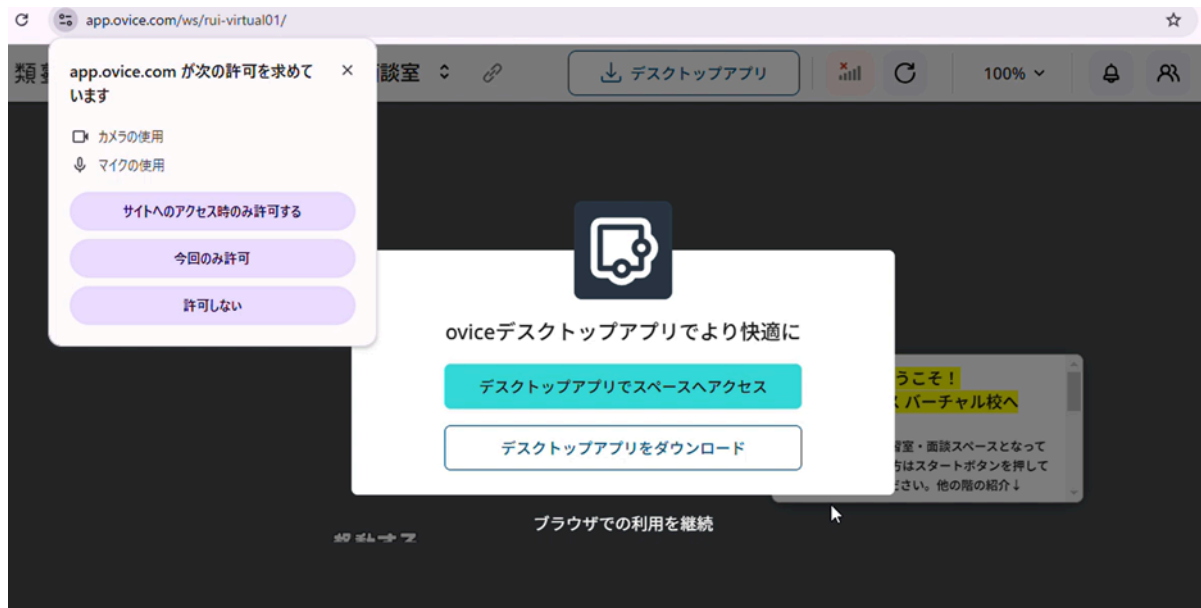 app.ovice.com/ws/rui-virtual01/
app.ovice.com が次の許可を求めて
います
カメラの使用
マイクの使用
サイトへのアクセス時のみ許可する
今回のみ許可
許可しない
類
談室
デスクトップアプリ
100%
oviceデスクトップアプリでより快適に
デスクトップアプリでスペースへアクセス
デスクトップアプリをダウンロード
ブラウザでの利用を継続
うこそ！
バーチャル校へ
習室・面談スペースとなって
方はスタートボタンを押して
ださい。他の階の紹介↓